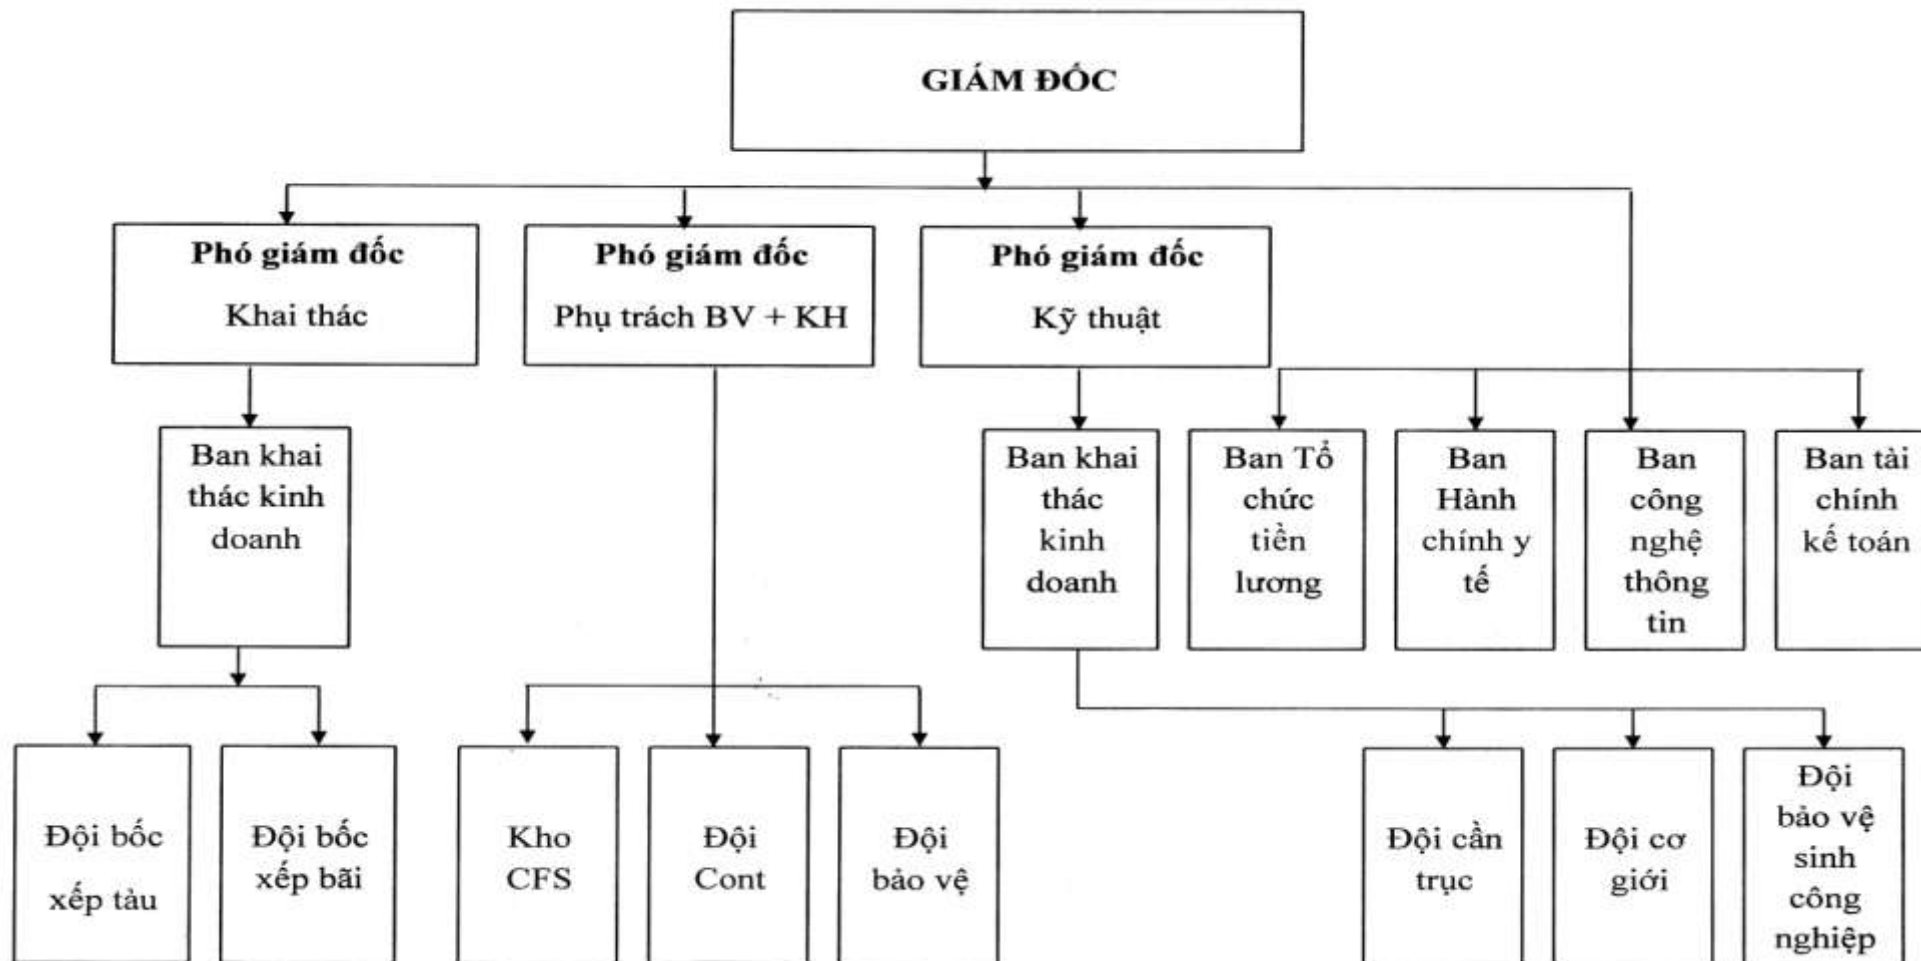 GIÁM ĐỐC
Phó giám đốc
Khai thác
Phó giám đốc
Phụ trách BV + KH
Phó giám đốc
Kỹ thuật
Ban khai
thác kinh
doanh
Ban khai
thác
kinh
doanh
Ban Tổ
chức
tiền
lương
Ban
Hành
chính y
tế
Ban
công
nghệ
thông
tin
Ban tài
chính
kế toán
Đội bốc
xếp tàu
Đội bốc
xếp bãi
Kho
CFS
Đội
Cont
Đội
bảo vệ
Đội cần
trục
Đội cơ
giới
Đội
bảo vệ
sinh
công
nghiệp